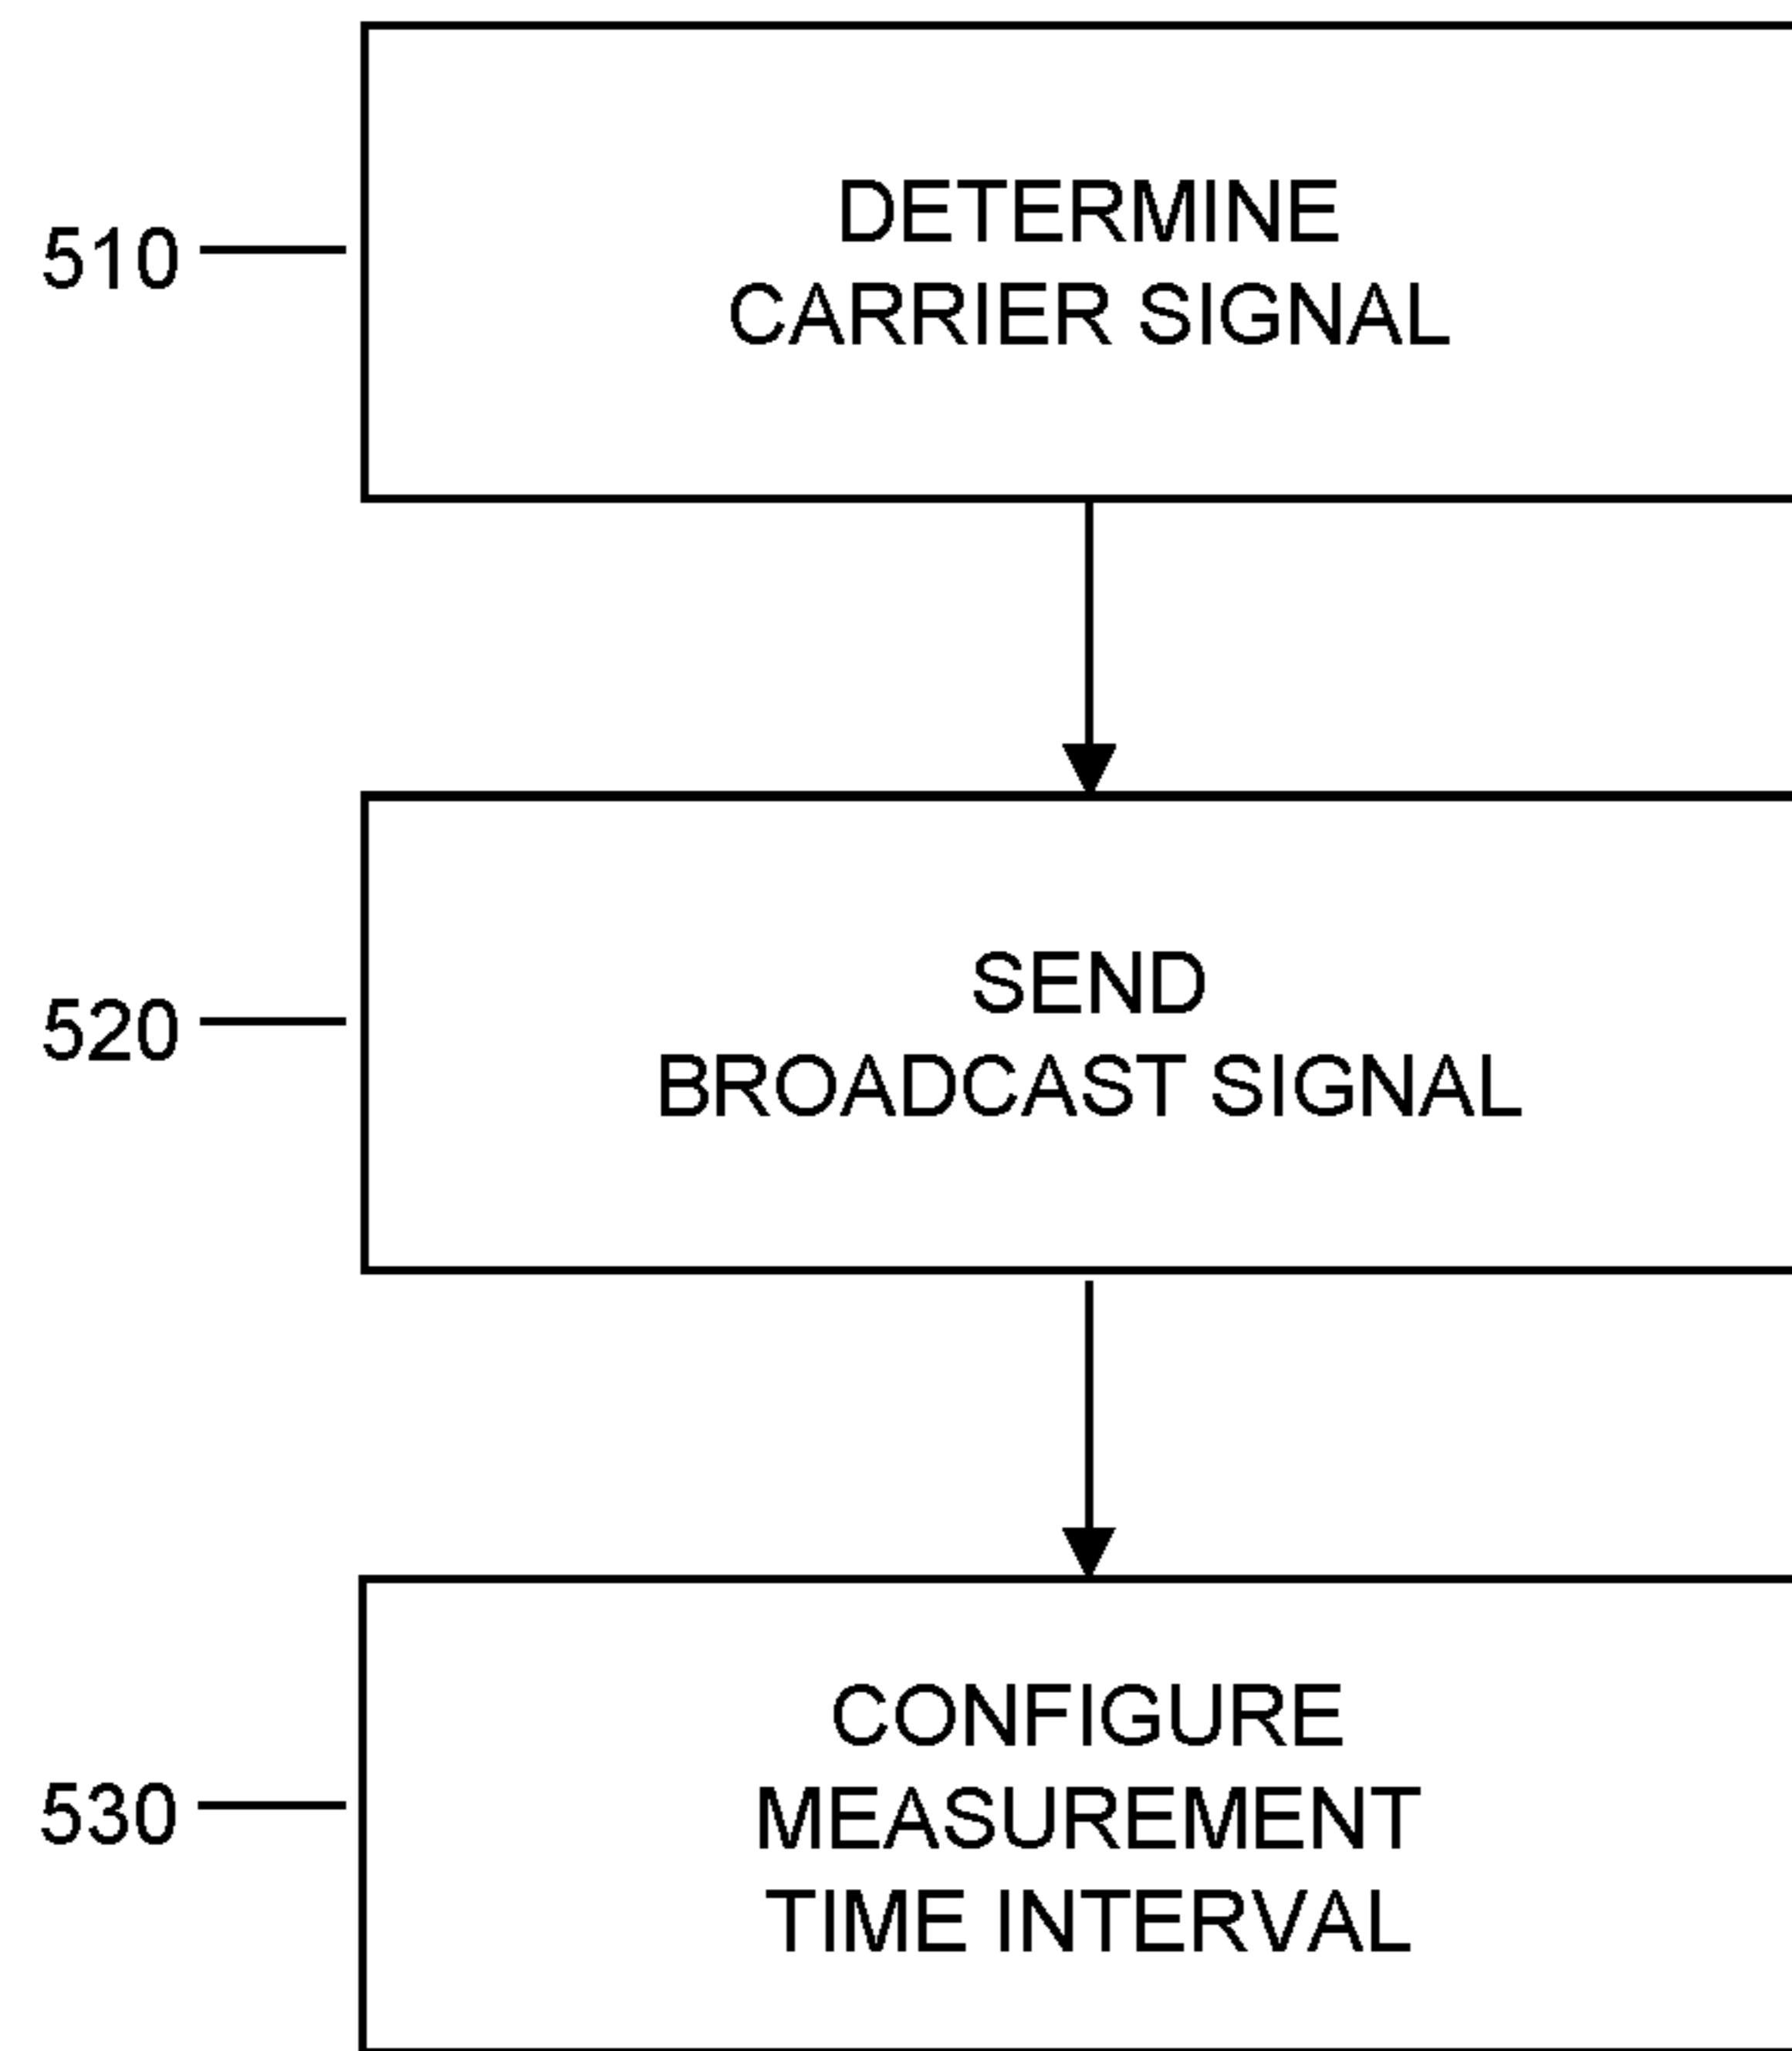 510
DETERMINE
CARRIER SIGNAL
520
SEND
BROADCAST SIGNAL
530
CONFIGURE
MEASUREMENT
TIME INTERVAL